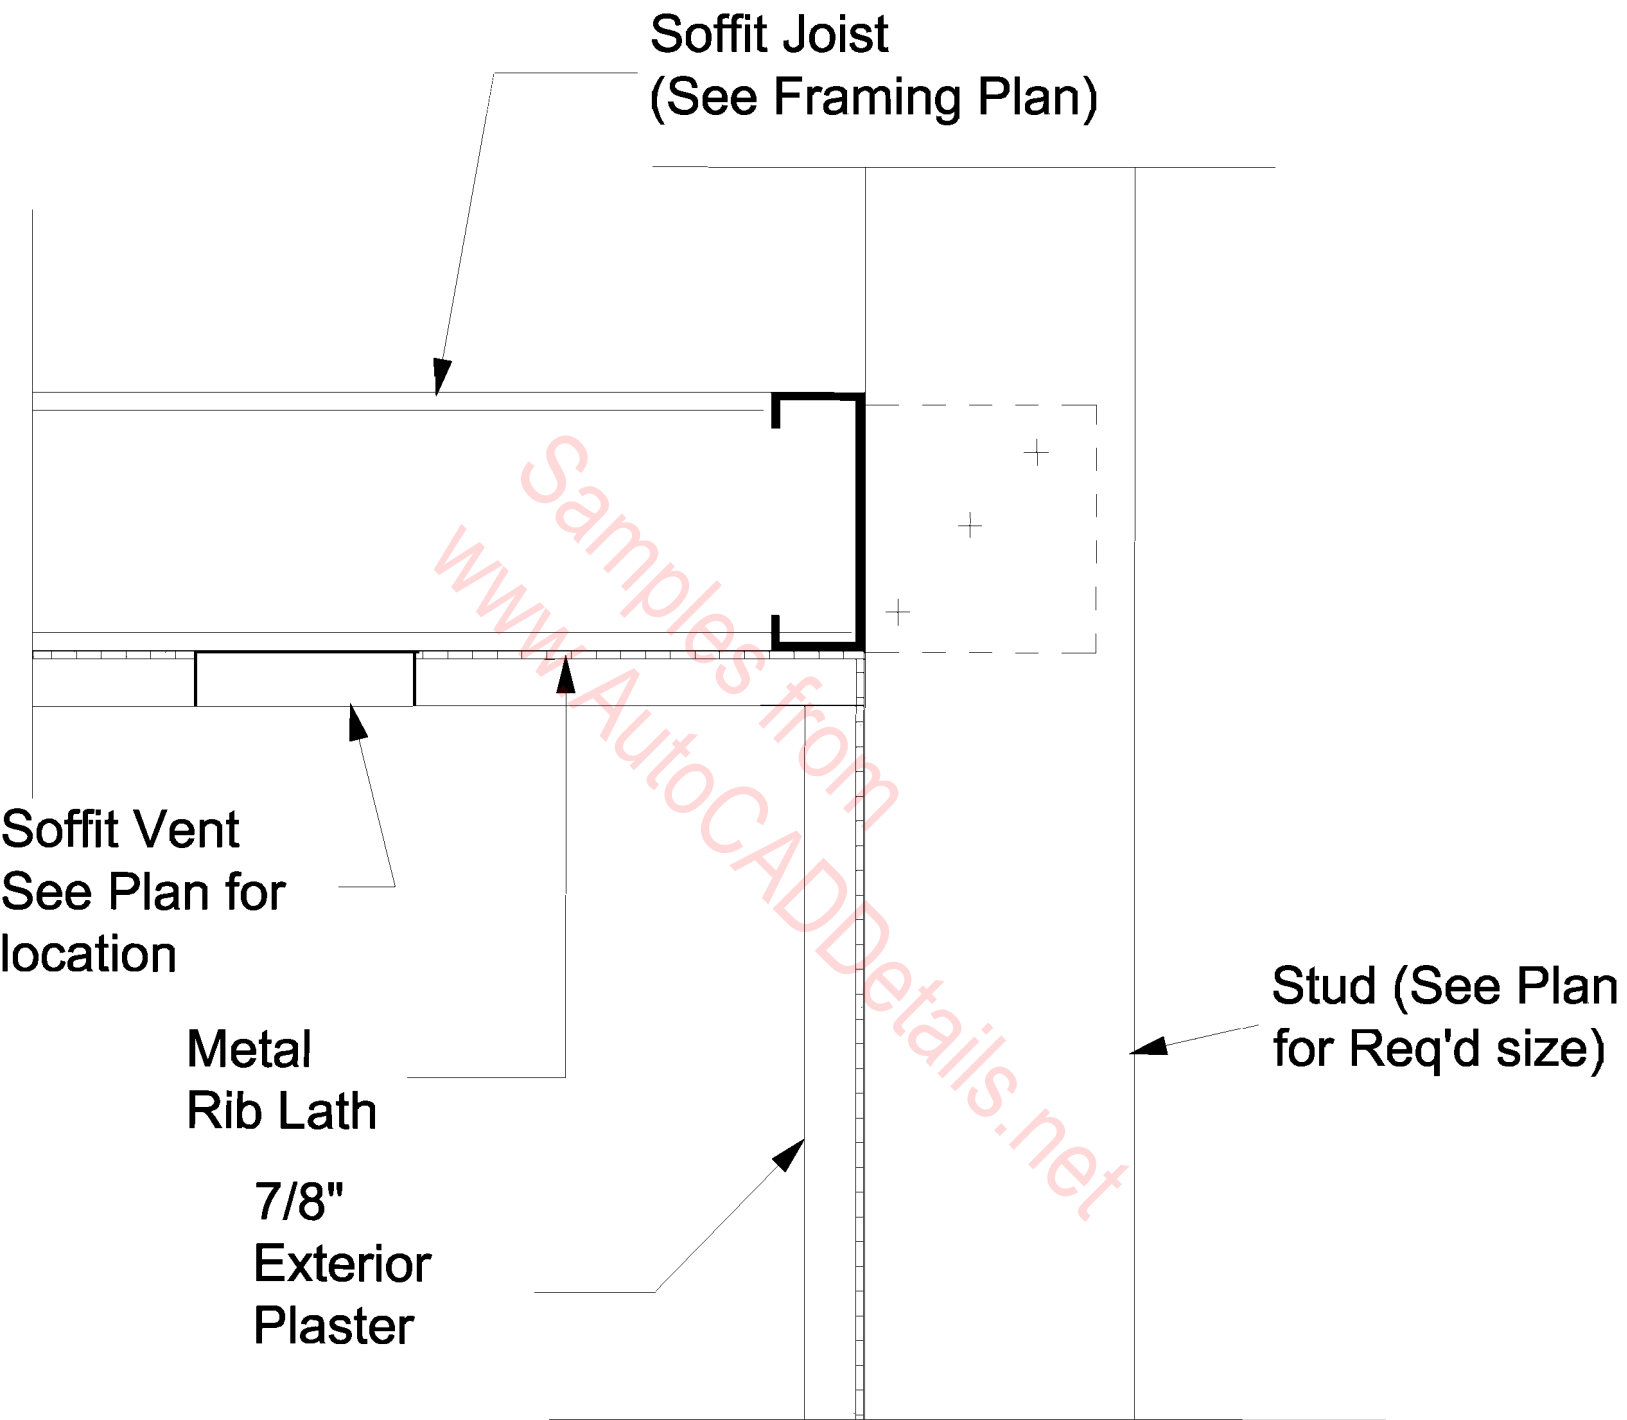 Soffit Joist
(See Framing Plan)
Samples from
www.AutoCADDetails.net
Soffit Vent
See Plan for
location
Stud (See Plan
for Req'd size)
Metal
Rib Lath
7/8"
Exterior
Plaster